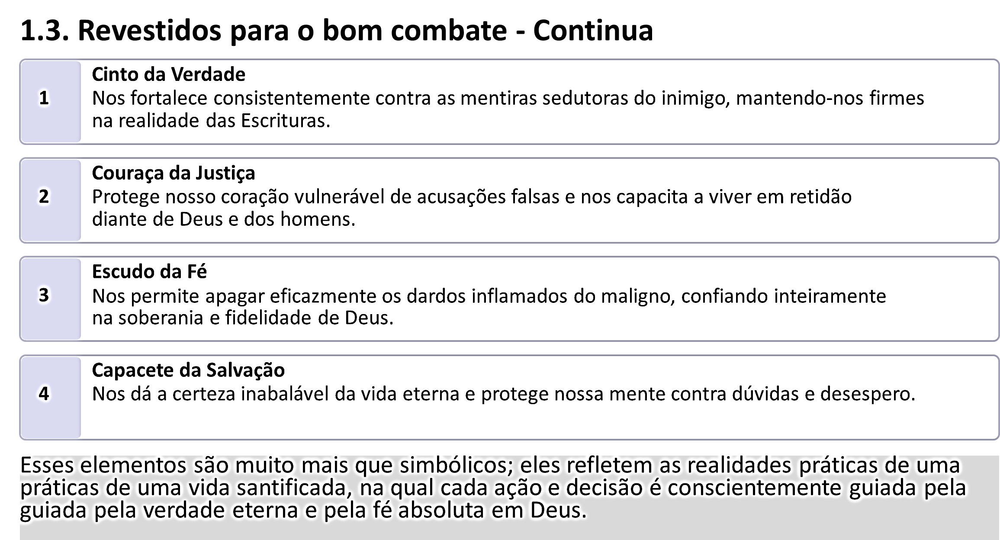 1.3. Revestidos para o bom combate - Continua
1
Cinto da Verdade
Nos fortalece consistentemente contra as mentiras sedutoras do inimigo, mantendo-nos firmes
na realidade das Escrituras.
2
Couraça da Justiça
Protege nosso coração vulnerável de acusações falsas e nos capacita a viver em retidão
diante de Deus e dos homens.
3
Escudo da Fé
Nos permite apagar eficazmente os dardos inflamados do maligno, confiando inteiramente
na soberania e fidelidade de Deus.
4
Capacete da Salvação
Nos dá a certeza inabalável da vida eterna e protege nossa mente contra dúvidas e desespero.
Esses elementos são muito mais que simbólicos; eles refletem as realidades práticas de uma
práticas de uma vida santificada, na qual cada ação e decisão é conscientemente guiada pela
guiada pela verdade eterna e pela fé absoluta em Deus.